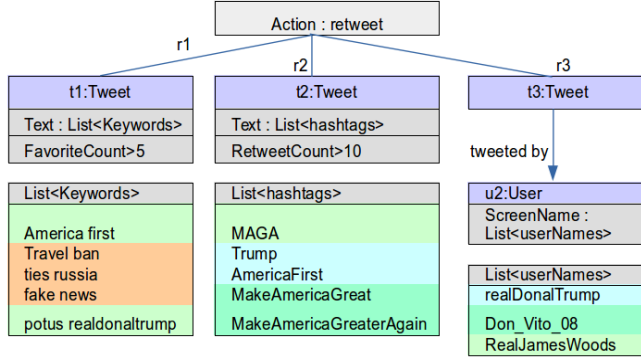 Action : retweet
r1
r2
r3
t1:Tweet
Text : List<Keywords>
FavoriteCount>5
t2:Tweet
Text : List<hashtags>
RetweetCount>10
t3:Tweet
tweeted by
u2:User
ScreenName :
List<userNames>
List<Keywords>
America first
Travel ban
ties russia
fake news
potus realdonaltrump
List<hashtags>
MAGA
Trump
AmericaFirst
MakeAmericaGreat
MakeAmericaGreaterAgain
List<userNames>
realDonalTrump
Don_Vito_08
RealJamesWoods